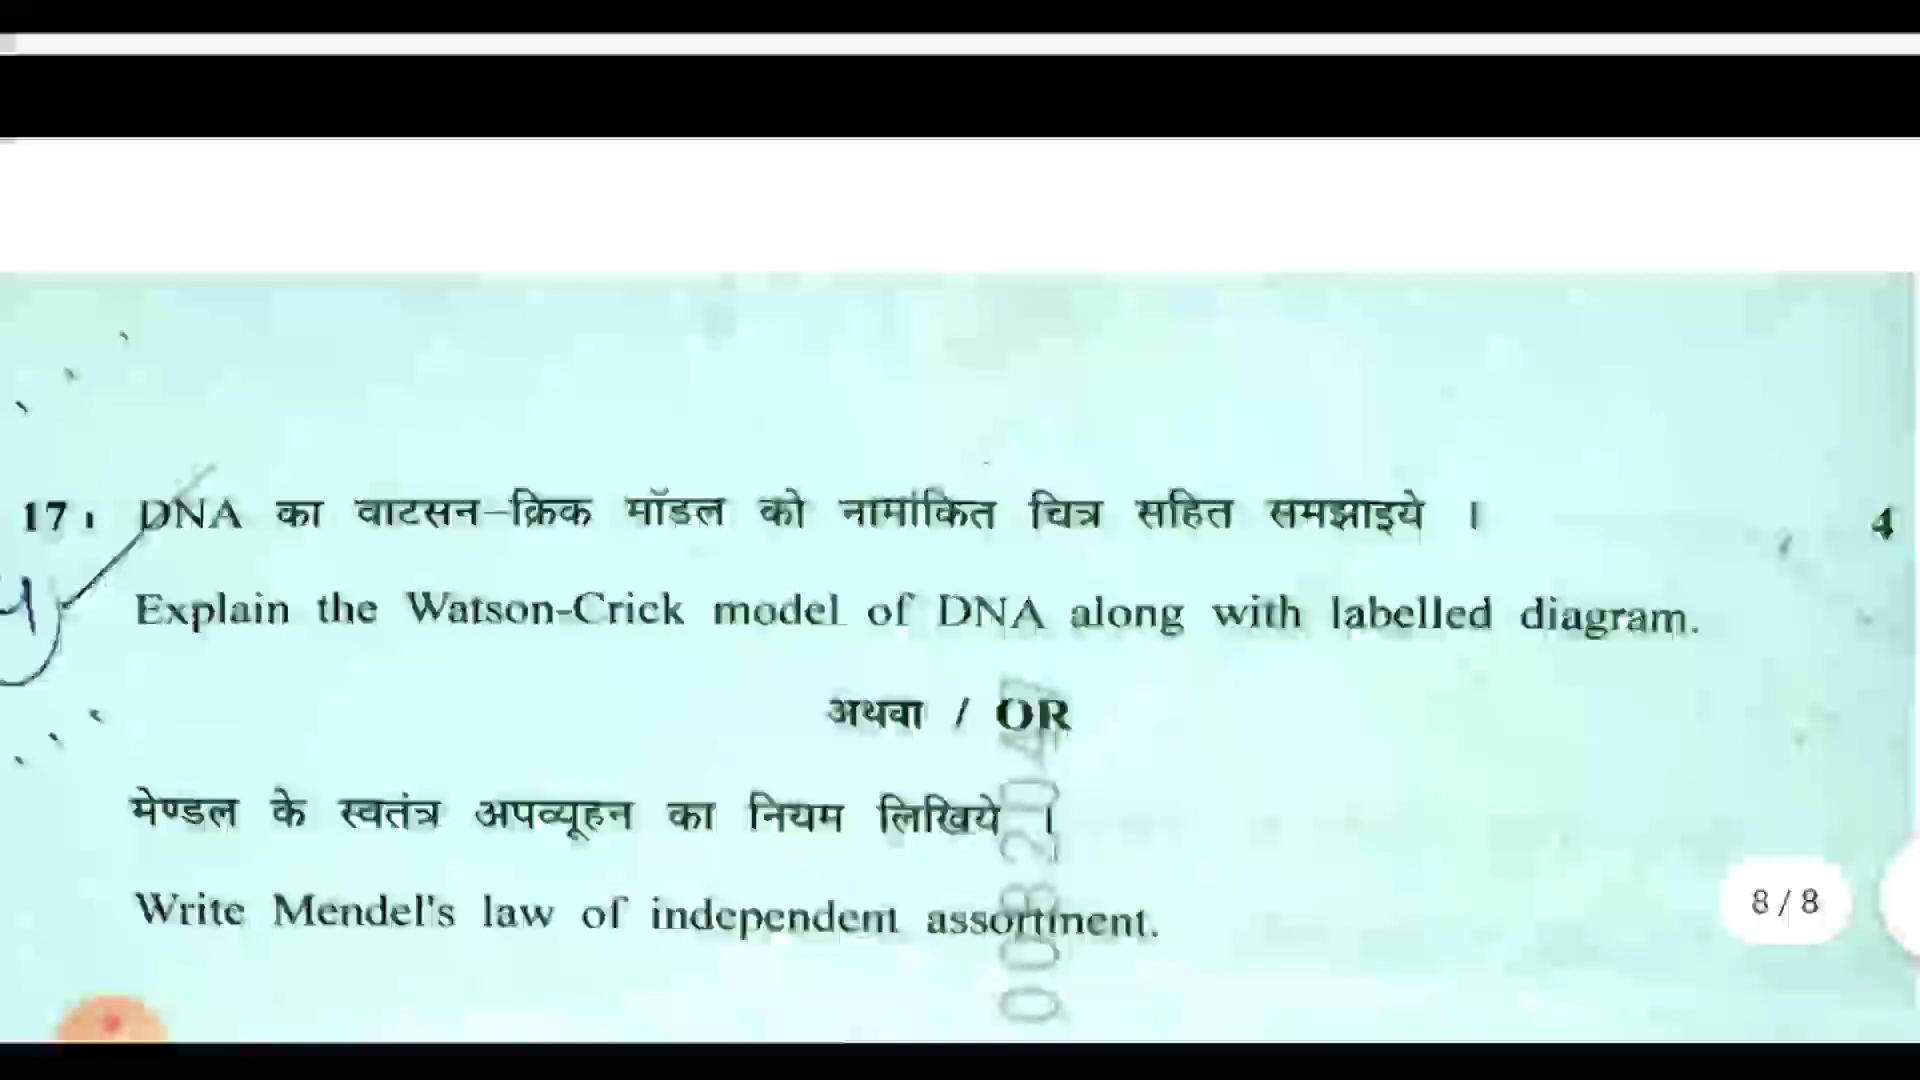 17. DNA का वाटसन-क्रिक मॉडल को नामांकित चित्र सहित समझाइये । 4
Explain the Watson-Crick model of DNA along with labelled diagram.
अथवा / OR
मेण्डल के स्वतंत्र अपव्यूहन का नियम लिखिये ।
Write Mendel's law of independent assortment.
8 / 8